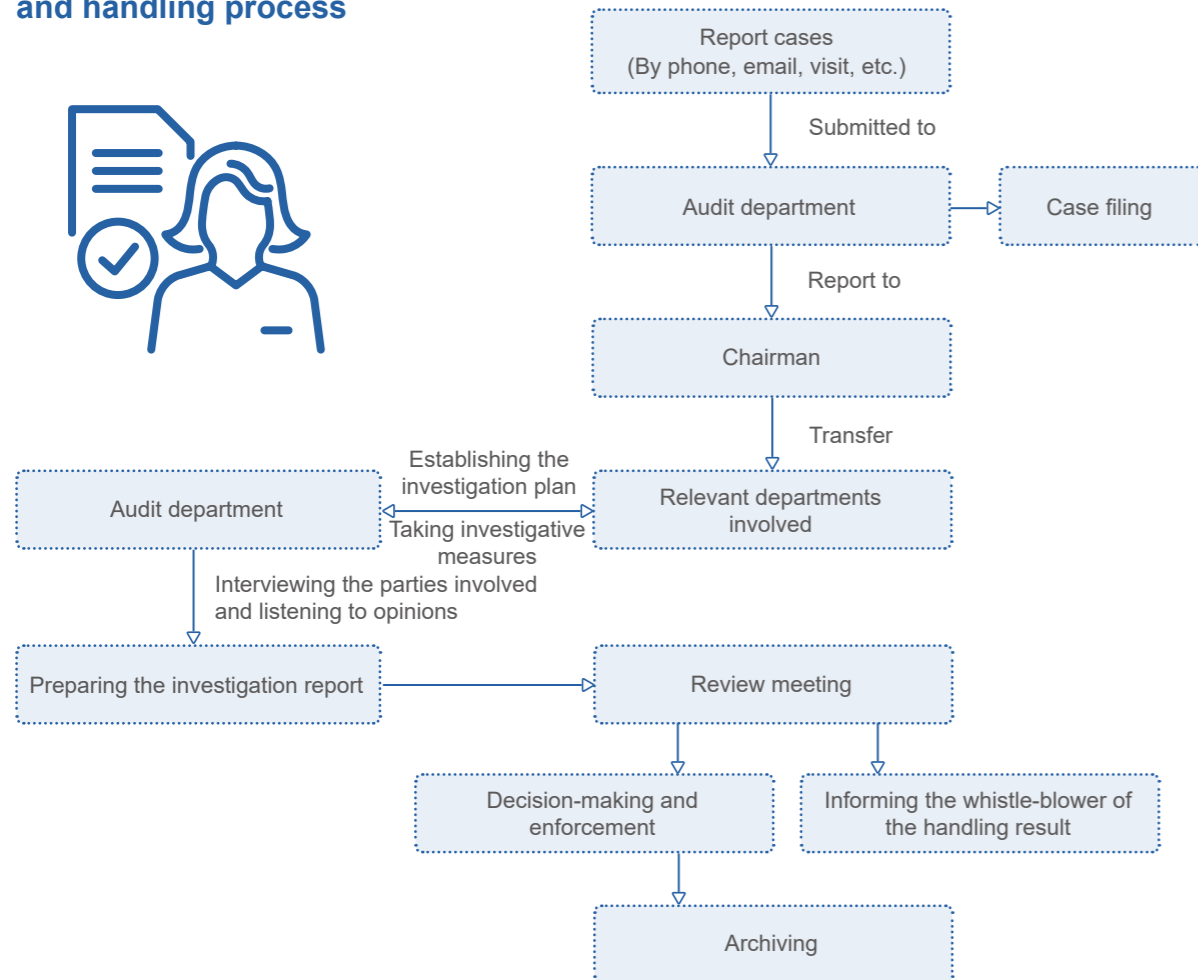 and handling process
Report cases
(By phone, email, visit, etc.)
Submitted to
Audit department
Case filing
Report to
Chairman
Transfer
Establishing the
investigation plan
Audit department
Relevant departments
involved
Taking investigative
measures
Interviewing the parties involved
and listening to opinions
Preparing the investigation report
Review meeting
Decision-making and
enforcement
Informing the whistle-blower of
the handling result
Archiving